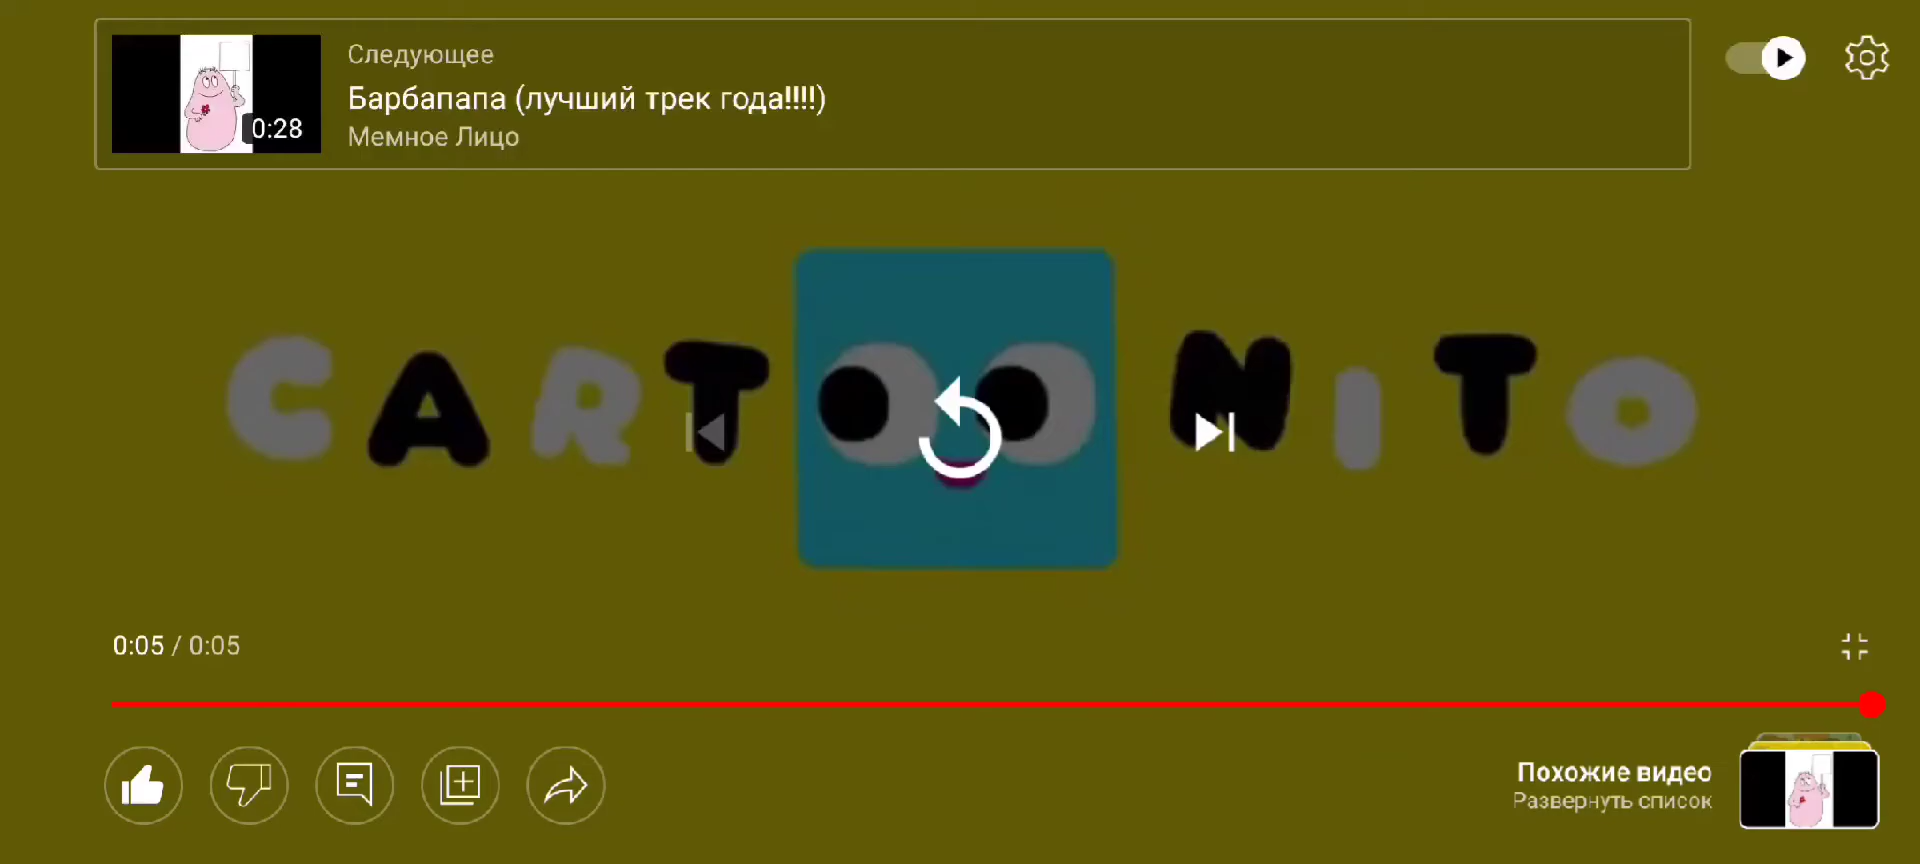 Следующее
Барбапапа (лучший трек года!!!!)
Мемное Лицо
0:28
CARTOONITO
0:05 / 0:05
Похожие видео
Развернуть список